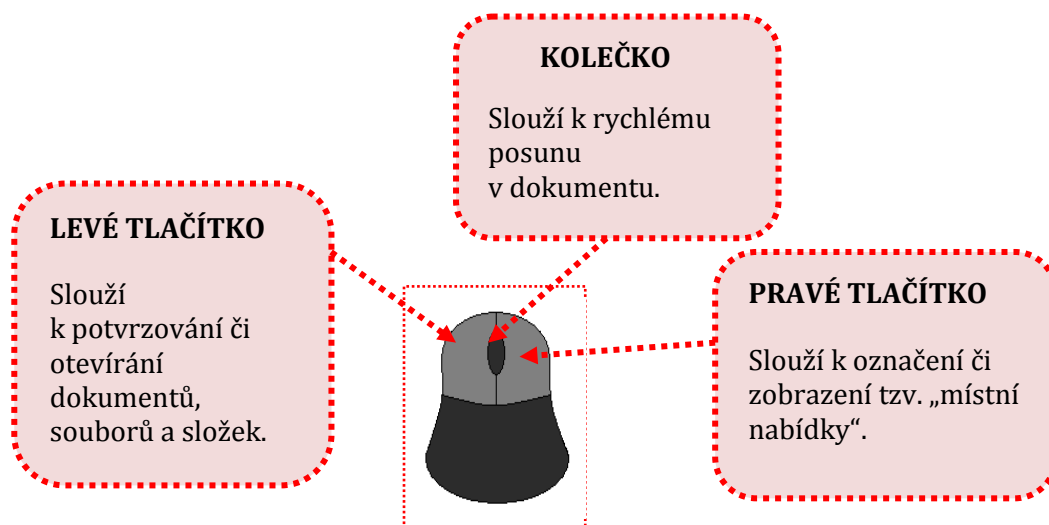 KOLEČKO
Slouží k rychlému
posunu
v dokumentu.
LEVÉ TLAČÍTKO
Slouží
k potvrzování či
otevírání
dokumentů,
souborů a složek.
PRAVÉ TLAČÍTKO
Slouží k označení či
zobrazení tzv. „místní
nabídky“.